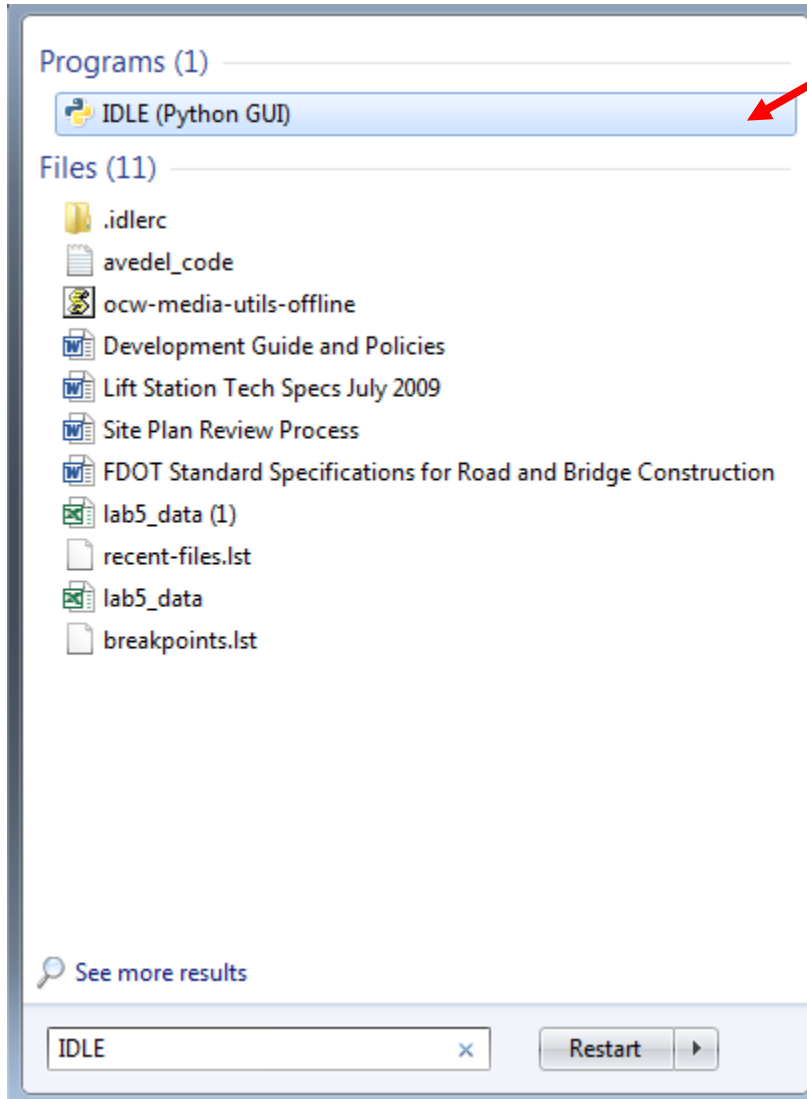 Programs (1)
IDLE (Python GUI)
Files (11)
.idlerc
avedel_code
ocw-media-utils-offline
Development Guide and Policies
Lift Station Tech Specs July 2009
Site Plan Review Process
FDOT Standard Specifications for Road and Bridge Construction
lab5_data (1)
recent-files.lst
lab5_data
breakpoints.lst
See more results
IDLE
Restart